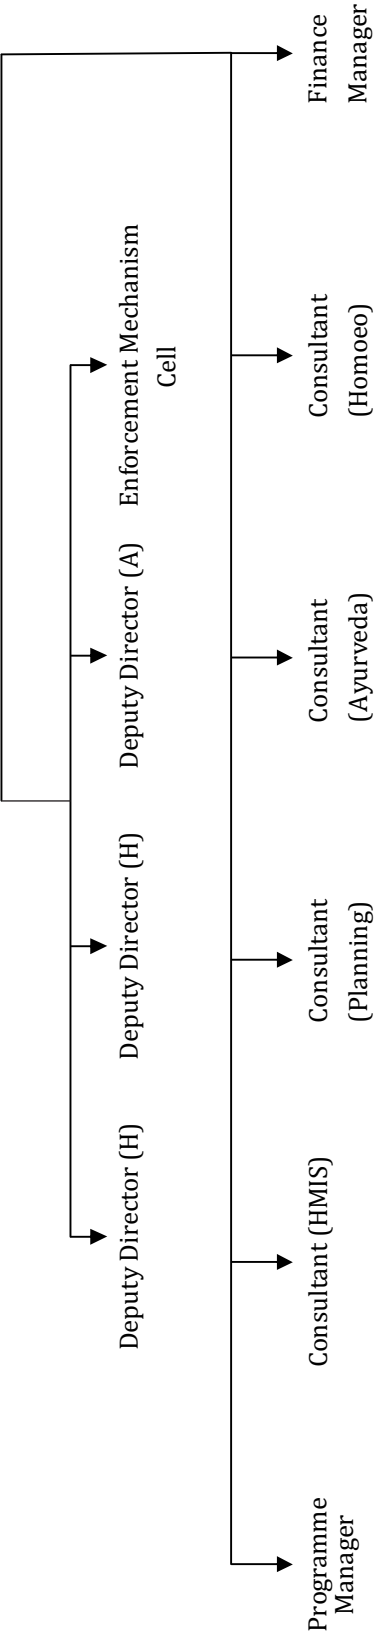 Deputy Director (H)
Deputy Director (H)
Deputy Director (A)
Enforcement Mechanism
Cell
Programme
Manager
Consultant (HMIS)
Consultant
(Planning)
Consultant
(Ayurveda)
Consultant
(Homoeo)
Finance
Manager